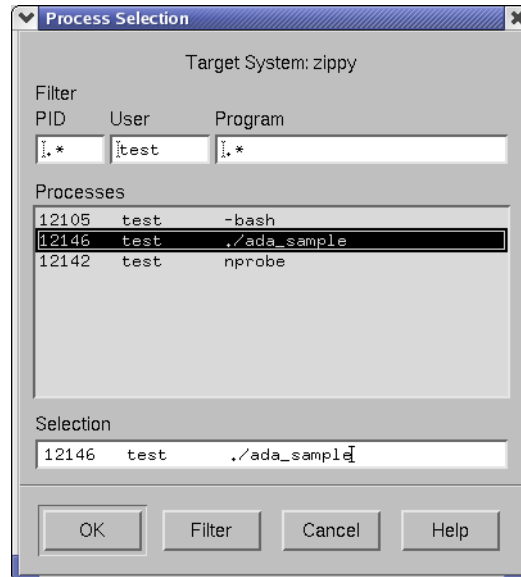 Process Selection
Target System: zippy
Filter
PID User Program
.* test .*
Processes
12105 test -bash
12146 test ./ada_sample
12142 test nprobe
Selection
12146 test ./ada_sample
OK Filter Cancel Help